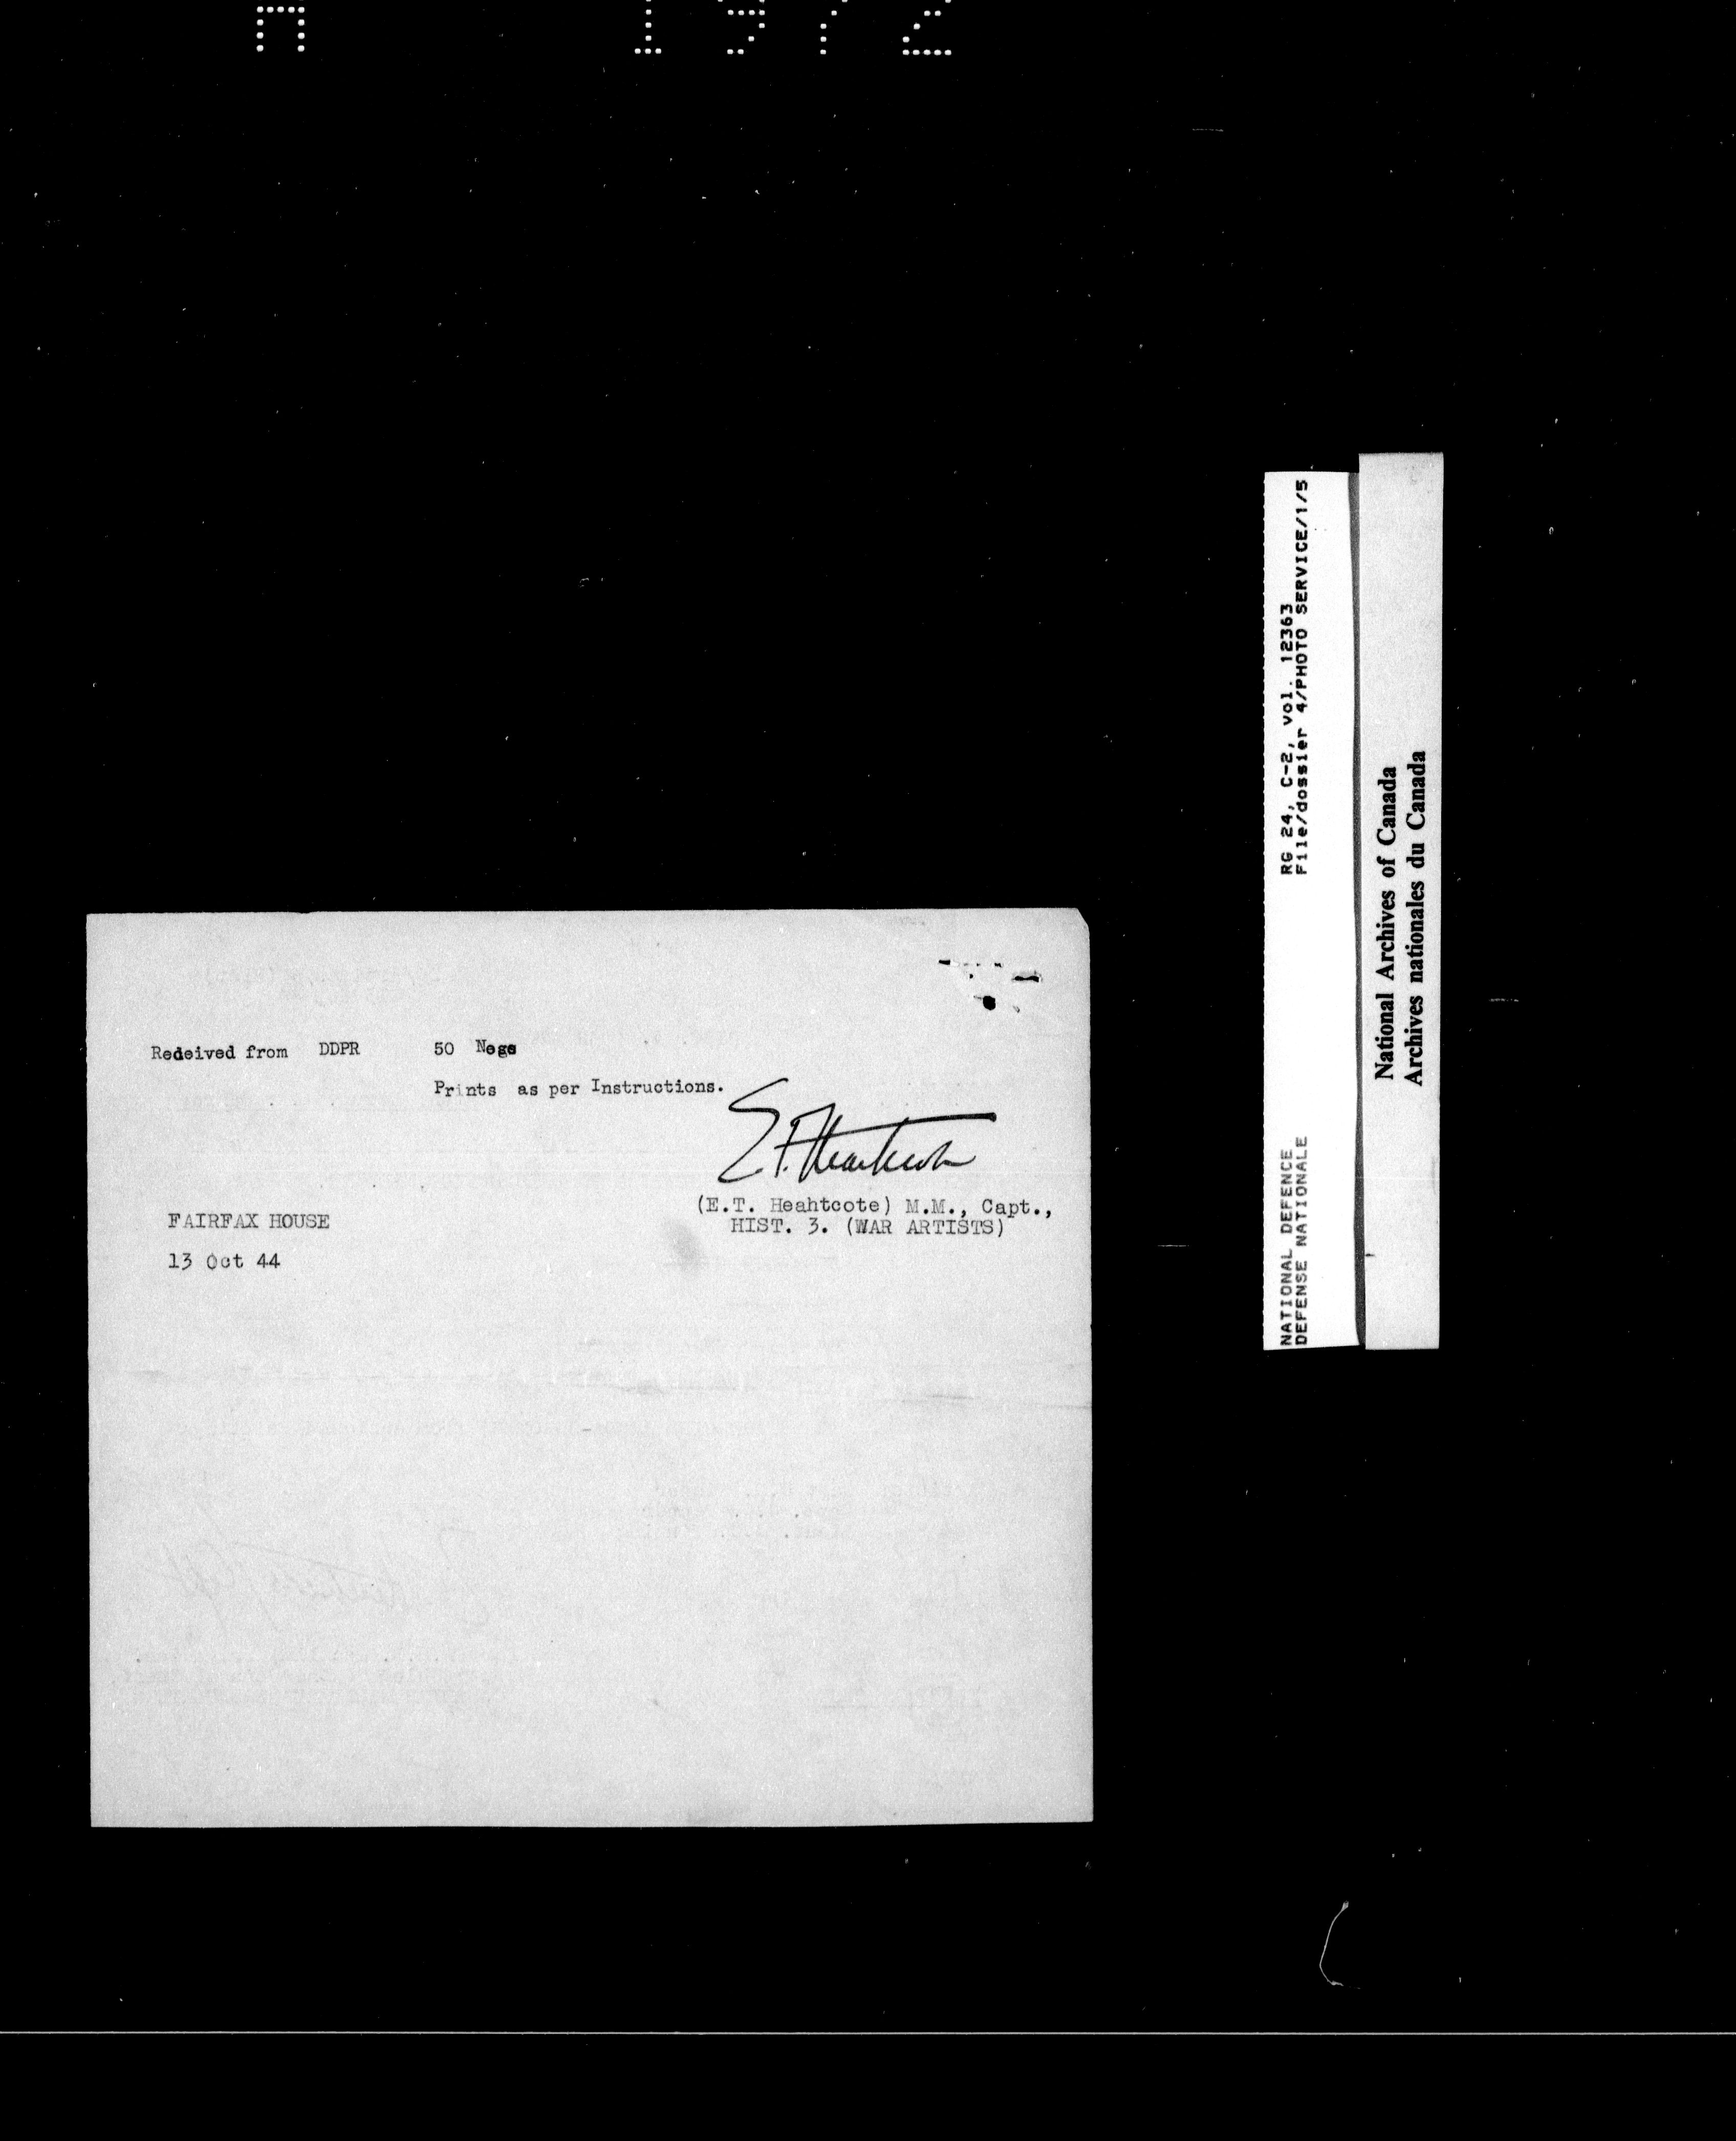 1972
Redeived from DDPR 50 Negs
Prints as per Instructions.
E.T. Heathcote
(E.T. Heahtcote) M.M., Capt.,
HIST. 3. (WAR ARTISTS)
FAIRFAX HOUSE
13 Oct 44
NATIONAL DEFENCE RG 24, C-2, vol. 12363
DEFENSE NATIONALE File/dossier 4/PHOTO SERVICE/1/5
National Archives of Canada
Archives nationales du Canada